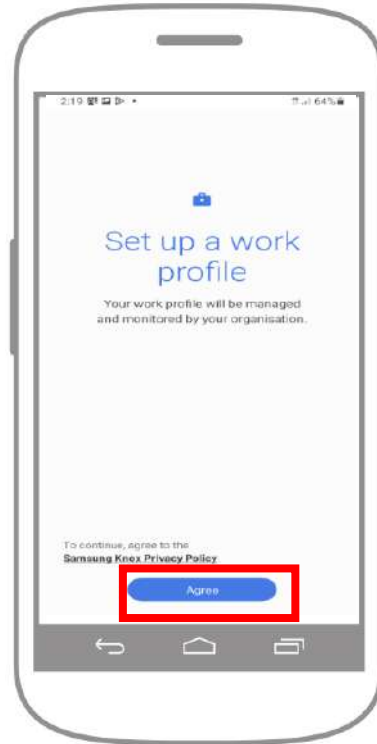 2:19
64%
Set up a work
profile
Your work profile will be managed
and monitored by your organisation.
To continue, agree to the
Samsung Knox Privacy Policy
Agree